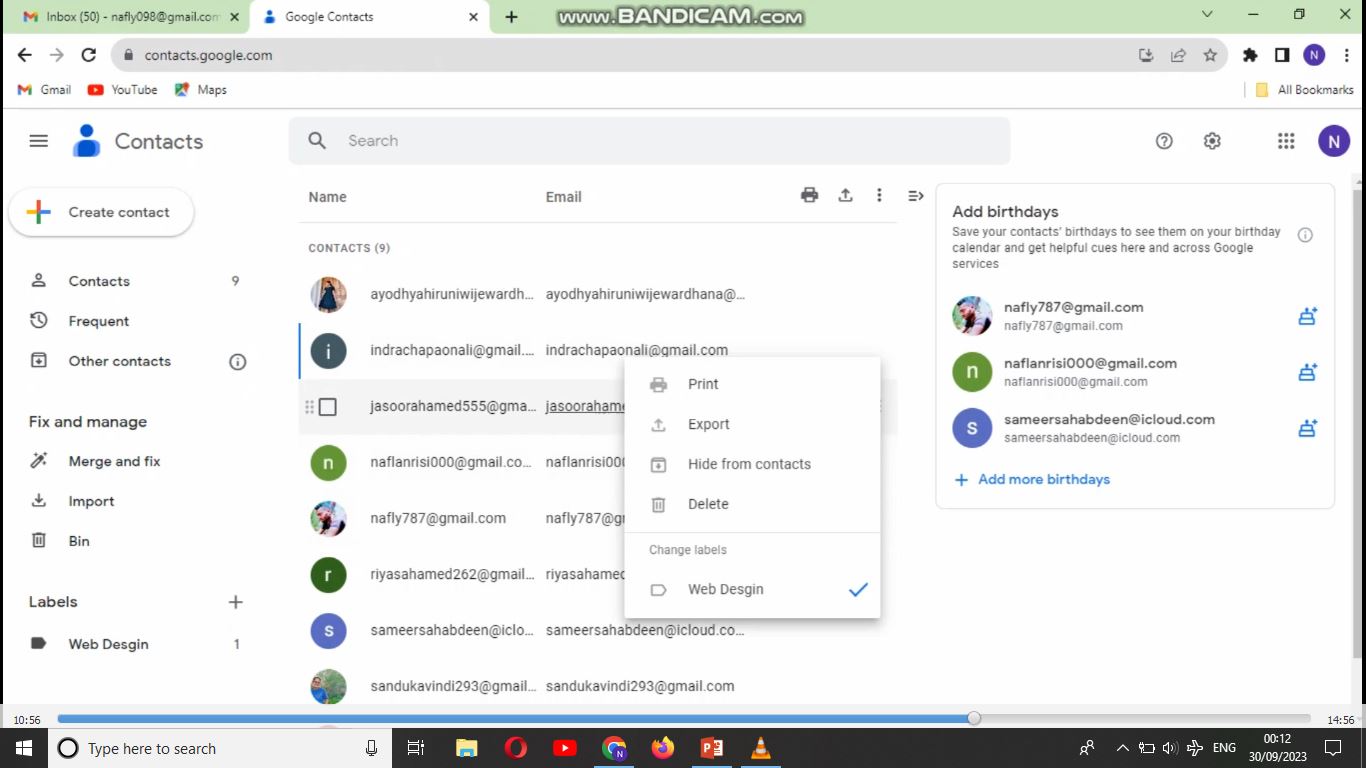 Inbox (50) - nafly098@gmail.com
Google Contacts
www.BANDICAM.com
contacts.google.com
N
Gmail
YouTube
Maps
All Bookmarks
Contacts
Search
N
Create contact
Name
Email
CONTACTS (9)
Contacts 9
Frequent
Other contacts
Fix and manage
Merge and fix
Import
Bin
Labels
Web Desgin 1
ayodhyahiruniwijewardh... ayodhyahiruniwijewardhana@...
i indrachapaonali@gmail.... indrachapaonali@gmail.com
jasoorahamed555@gma... jasoorahame
n naflanrisi000@gmail.co... naflanrisi00
nafly787@gmail.com nafly787@g
r riyasahamed262@gmail... riyasahamed
s sameersahabdeen@iclo... sameersahabdeen@icloud.co...
sandukavindi293@gmail... sandukavindi293@gmail.com
Print
Export
Hide from contacts
Delete
Change labels
Web Desgin
Add birthdays
Save your contacts' birthdays to see them on your birthday
calendar and get helpful cues here and across Google
services
nafly787@gmail.com
nafly787@gmail.com
n naflanrisi000@gmail.com
naflanrisi000@gmail.com
s sameersahabdeen@icloud.com
sameersahabdeen@icloud.com
Add more birthdays
10:56
14:56
Type here to search
ENG
00:12
30/09/2023